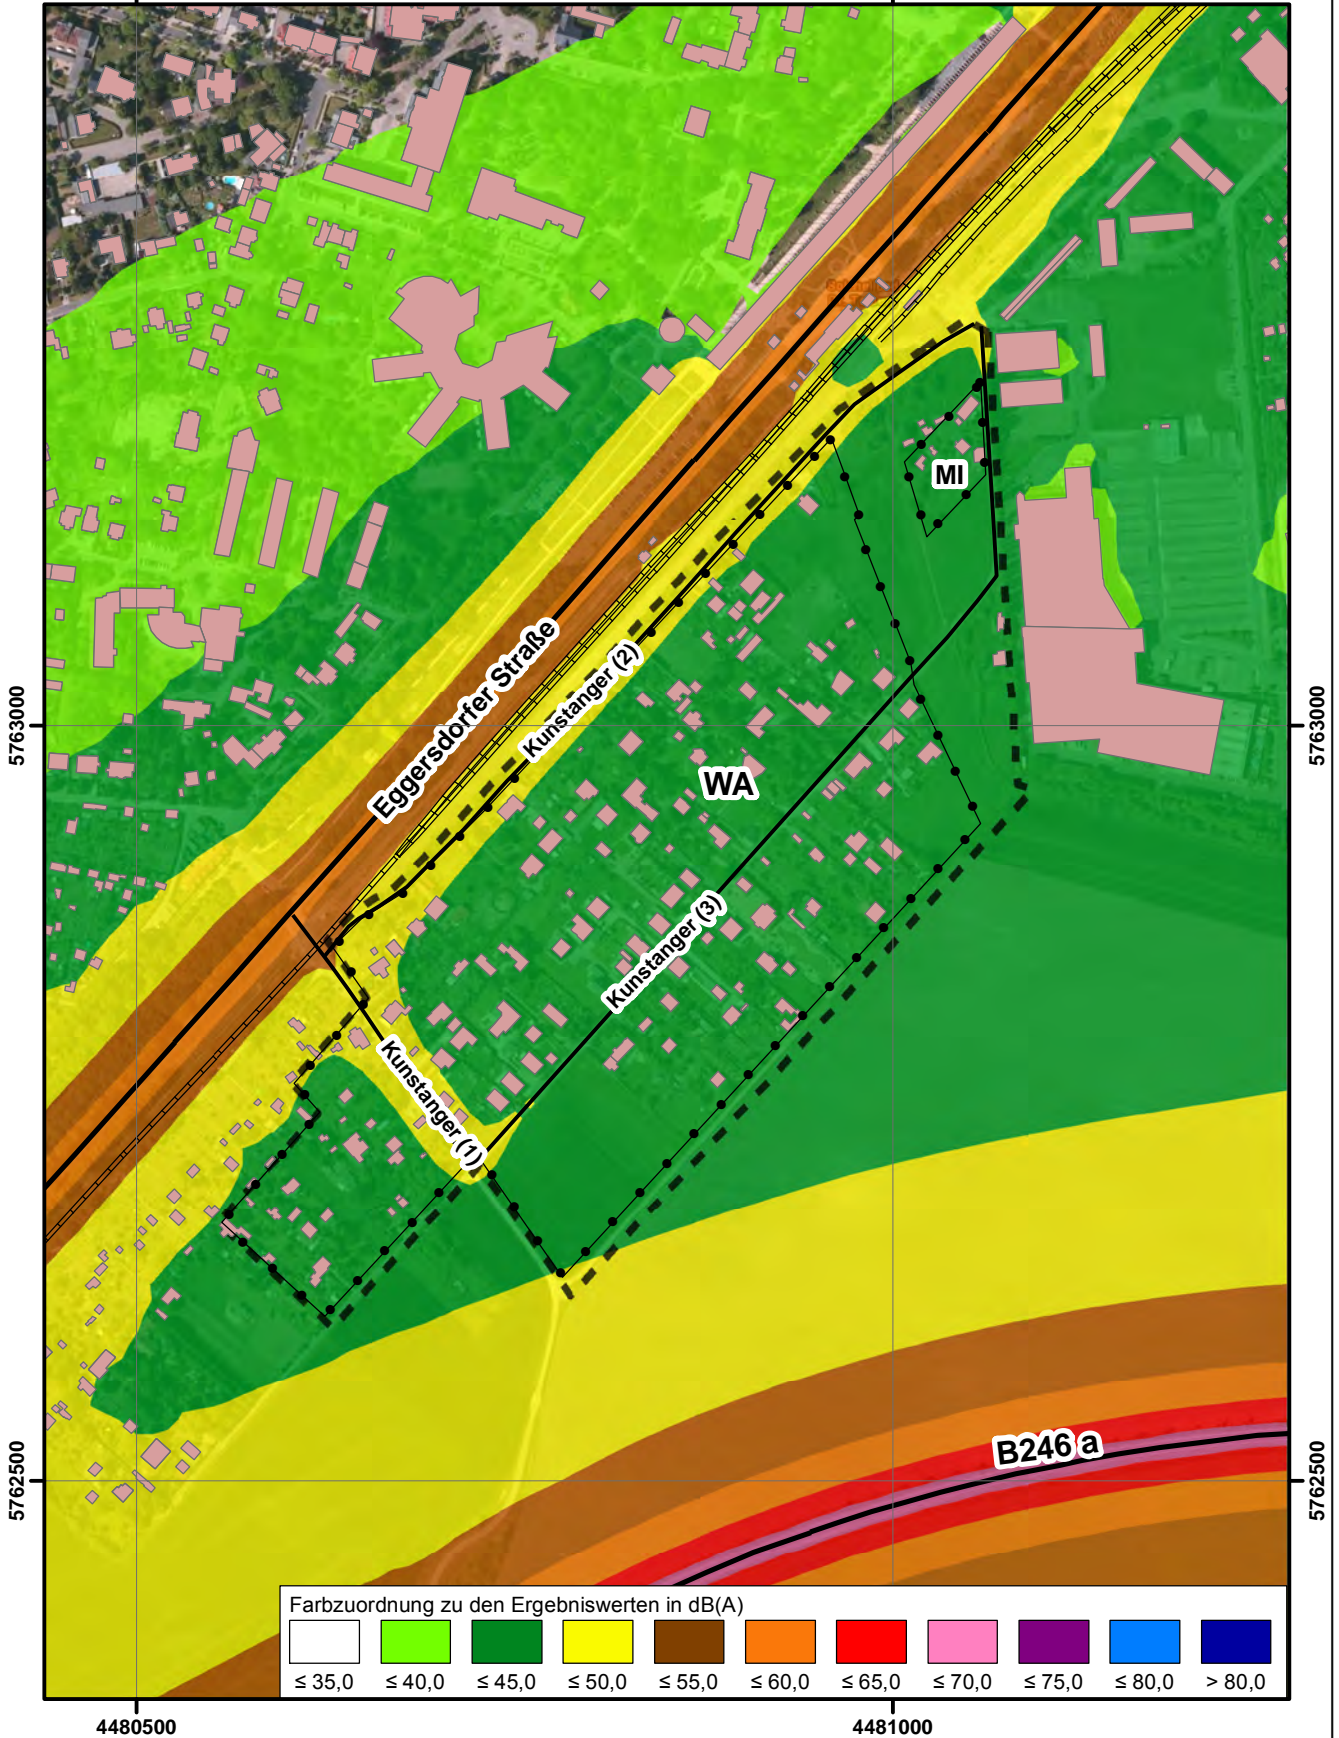 MI
5763000
5763000
Eggersdorfer Straße
Kunstanger (2)
WA
Kunstanger (3)
Kunstanger (1)
B246 a
5762500
5762500
Farbzuordnung zu den Ergebniswerten in dB(A)
≤ 35,0 ≤ 40,0 ≤ 45,0 ≤ 50,0 ≤ 55,0 ≤ 60,0 ≤ 65,0 ≤ 70,0 ≤ 75,0 ≤ 80,0 > 80,0
4480500 4481000